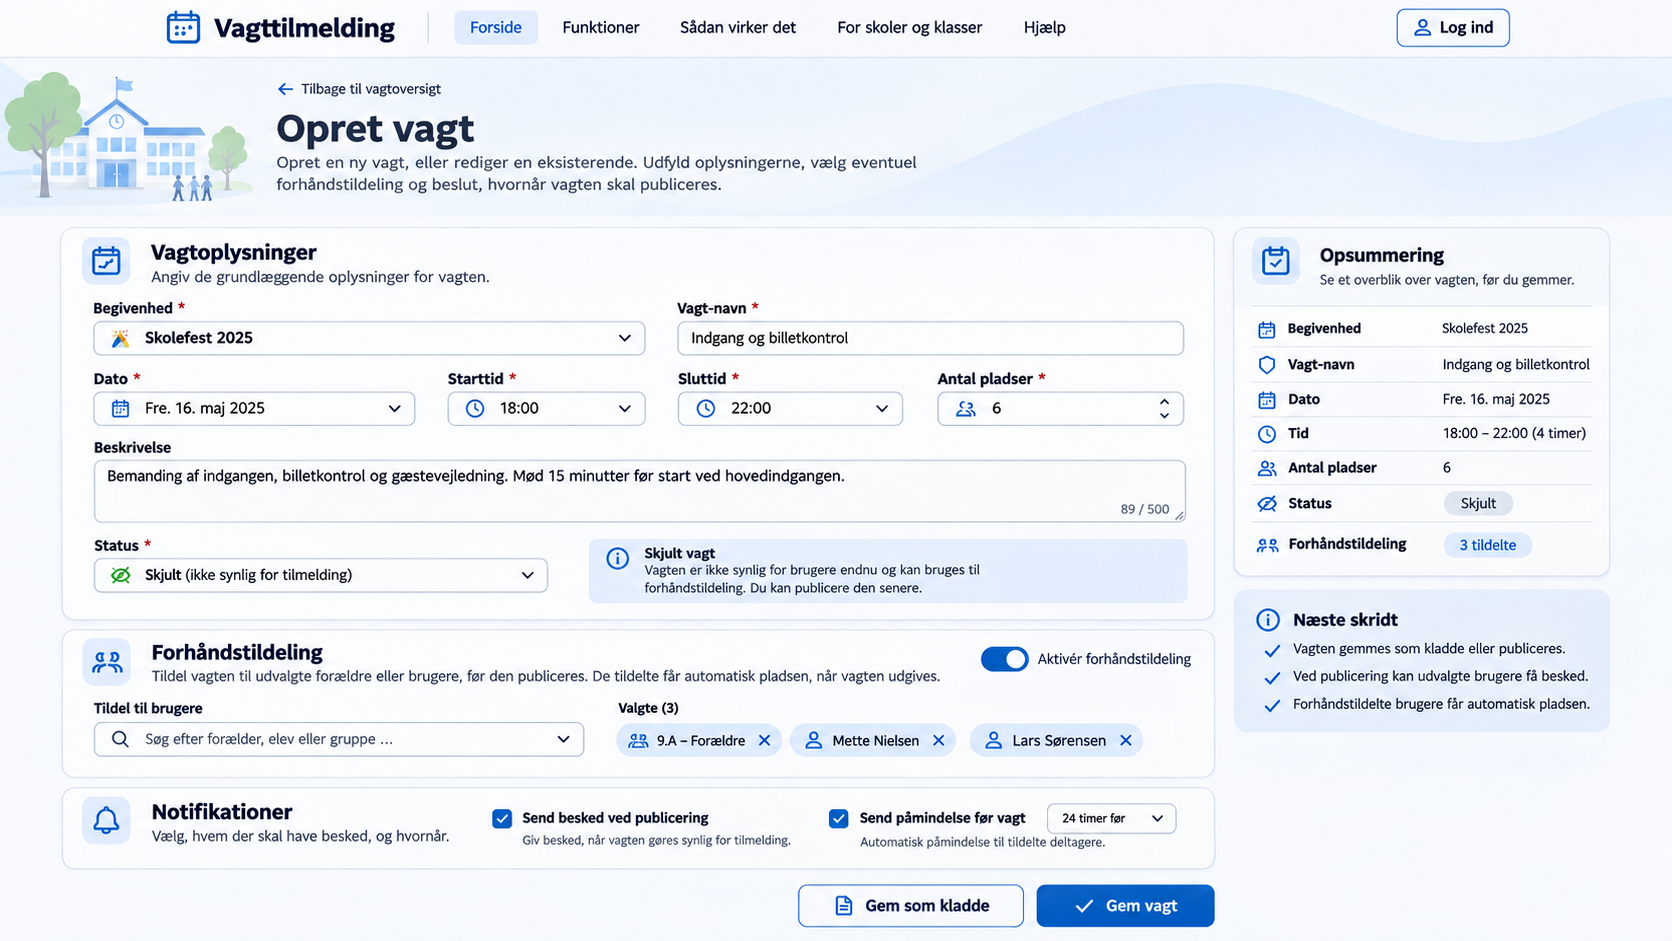 Vagttilmelding
Forside
Funktioner
Sådan virker det
For skoler og klasser
Hjælp
Log ind
Tilbage til vagtoversigt
Opret vagt
Opret en ny vagt, eller rediger en eksisterende. Udfyld oplysningerne, vælg eventuel
forhåndstildeling og beslut, hvornår vagten skal publiceres.
Vagtoplysninger
Angiv de grundlæggende oplysninger for vagten.
Begivenhed *
Skolefest 2025
Vagt-navn *
Indgang og billetkontrol
Dato *
Fre. 16. maj 2025
Starttid *
18:00
Sluttid *
22:00
Antal pladser *
6
Beskrivelse
Bemanding af indgangen, billetkontrol og gæstevejledning. Mød 15 minutter før start ved hovedindgangen.
89 / 500
Status *
Skjult (ikke synlig for tilmelding)
Skjult vagt
Vagten er ikke synlig for brugere endnu og kan bruges til
forhåndstildeling. Du kan publicere den senere.
Forhåndstildeling
Tildel vagten til udvalgte forældre eller brugere, før den publiceres. De tildelte får automatisk pladsen, når vagten udgives.
Aktivér forhåndstildeling
Tildel til brugere
Søg efter forælder, elev eller gruppe ...
Valgte (3)
9.A – Forældre
Mette Nielsen
Lars Sørensen
Notifikationer
Vælg, hvem der skal have besked, og hvornår.
Send besked ved publicering
Giv besked, når vagten gøres synlig for tilmelding.
Send påmindelse før vagt
24 timer før
Automatisk påmindelse til tildelte deltagere.
Gem som kladde
Gem vagt
Opsummering
Se et overblik over vagten, før du gemmer.
Begivenhed Skolefest 2025
Vagt-navn Indgang og billetkontrol
Dato Fre. 16. maj 2025
Tid 18:00 – 22:00 (4 timer)
Antal pladser 6
Status Skjult
Forhåndstildeling 3 tildelte
Næste skridt
Vagten gemmes som kladde eller publiceres.
Ved publicering kan udvalgte brugere få besked.
Forhåndstildelte brugere får automatisk pladsen.